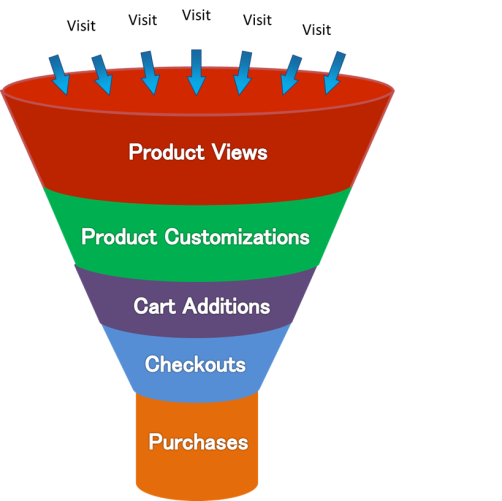 Visit
Visit
Visit
Visit
Visit
Product Views
Product Customizations
Cart Additions
Checkouts
Purchases